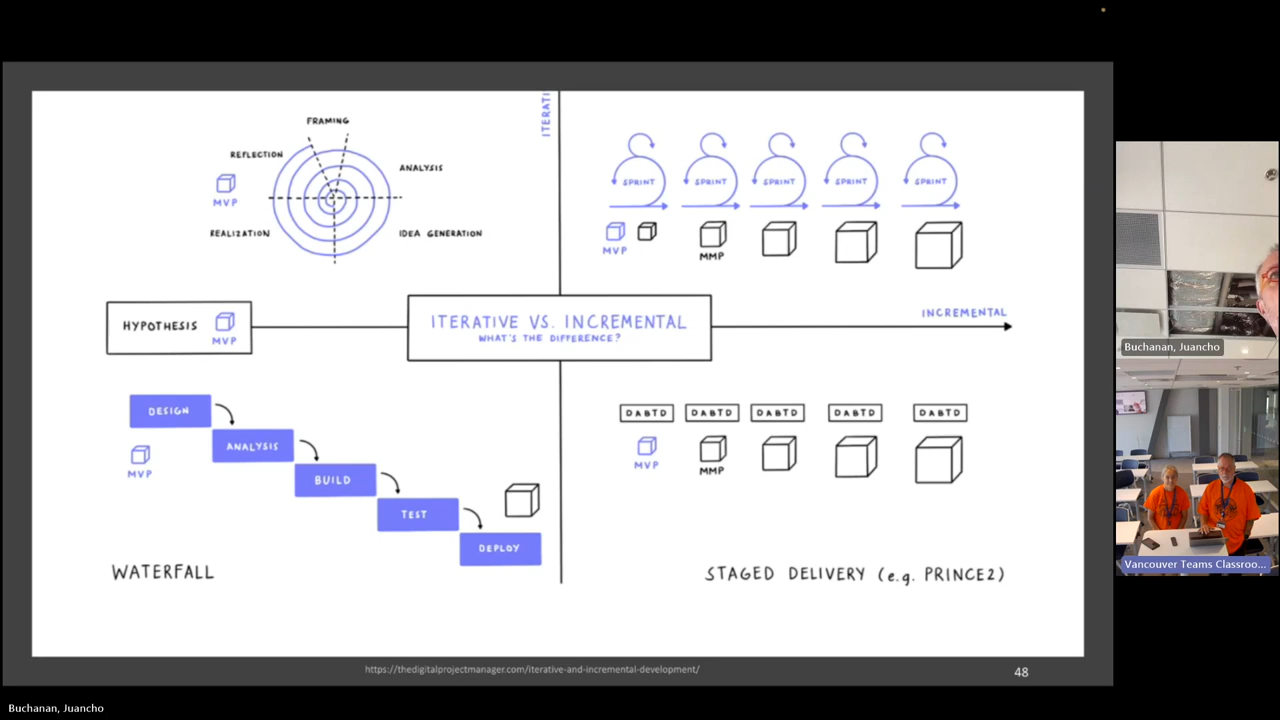 FRAMING
ITERATI
REFLECTION
ANALYSIS
MVP
REALIZATION
IDEA GENERATION
SPRINT SPRINT SPRINT SPRINT SPRINT
MVP
MMP
HYPOTHESIS
MVP
ITERATIVE VS. INCREMENTAL
WHAT'S THE DIFFERENCE?
INCREMENTAL
DESIGN
ANALYSIS
BUILD
TEST
DEPLOY
MVP
WATERFALL
DABTD DABTD DABTD DABTD DABTD
MVP
MMP
STAGED DELIVERY (e.g. PRINCE2)
https://thedigitalprojectmanager.com/iterative-and-incremental-development/
48
Buchanan, Juancho
Vancouver Teams Classroo...
Buchanan, Juancho